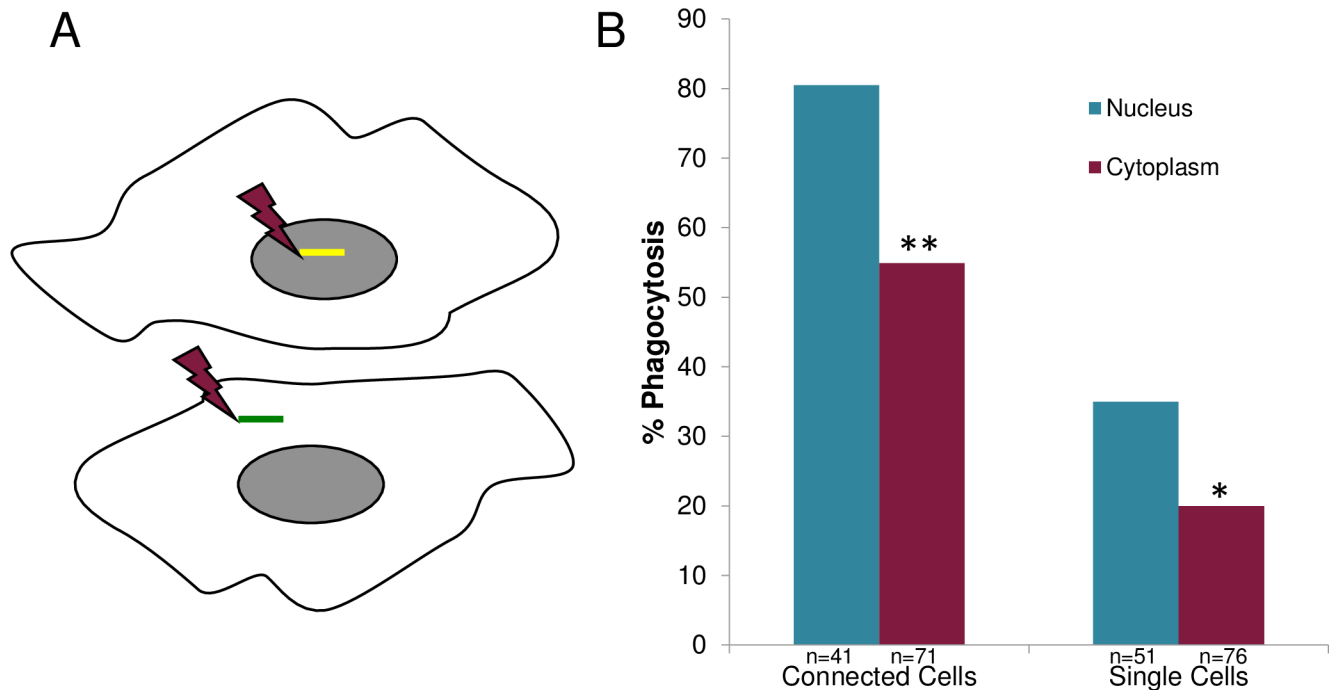 A
B
% Phagocytosis
90
80
70
60
50
40
30
20
10
0
Nucleus
Cytoplasm
**
*
n=41 n=71 n=51 n=76
Connected Cells Single Cells